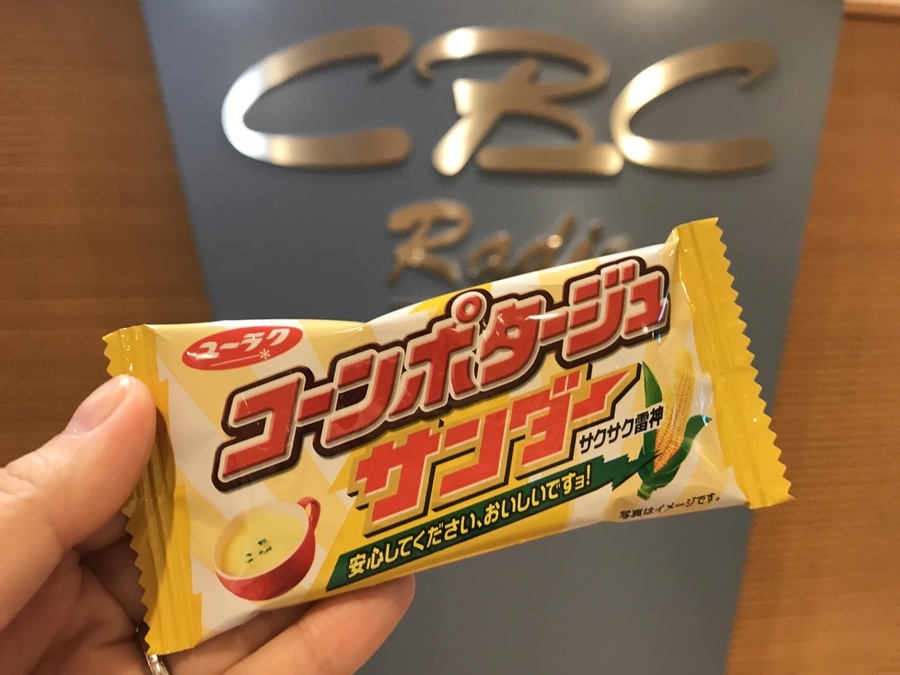 CBC
Radio
ユーラク
コーンポタージュ
サンダー
サクサク雷神
安心してください、おいしいですョ!
写真はイメージです。